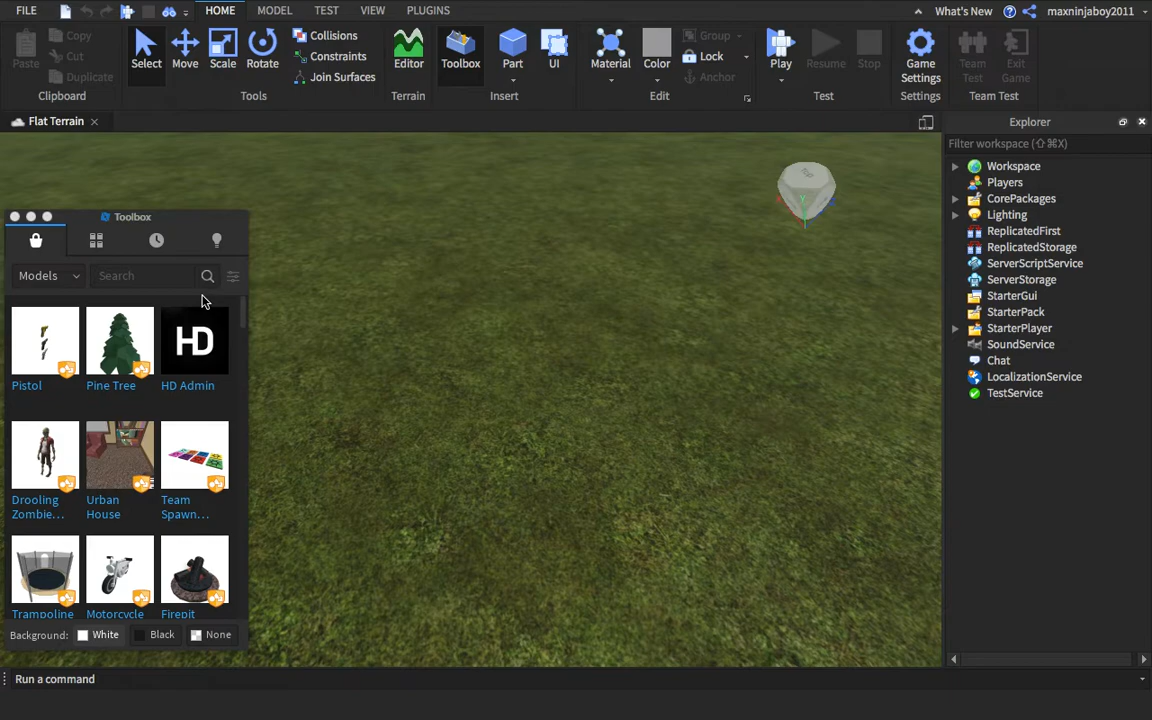 FILE HOME MODEL TEST VIEW PLUGINS What's New maxninjaboy2011
Paste Copy Cut Duplicate
Clipboard
Select Move Scale Rotate Collisions Constraints Join Surfaces
Tools
Editor
Terrain
Toolbox Part UI
Insert
Material Color Group Lock Anchor
Edit
Play Resume Stop
Test
Game Settings
Settings
Team Test Exit Game
Team Test
Flat Terrain
Toolbox
Models Search
Pistol Pine Tree HD HD Admin
Drooling Zombie... Urban House Team Spawn...
Trampoline Motorcycle Firepit
Background: White Black None
Explorer
Filter workspace (⇧⌘X)
Workspace
Players
CorePackages
Lighting
ReplicatedFirst
ReplicatedStorage
ServerScriptService
ServerStorage
StarterGui
StarterPack
StarterPlayer
SoundService
Chat
LocalizationService
TestService
Run a command